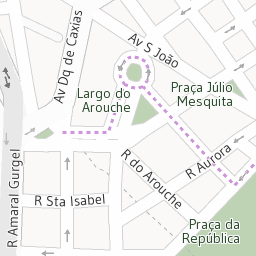 Av Dq de Caxias
Av S João
Largo do
Arouche
Praça Júlio
Mesquita
R Aurora
R do Arouche
R Amaral Gurgel
R Sta Isabel
Praça da
República